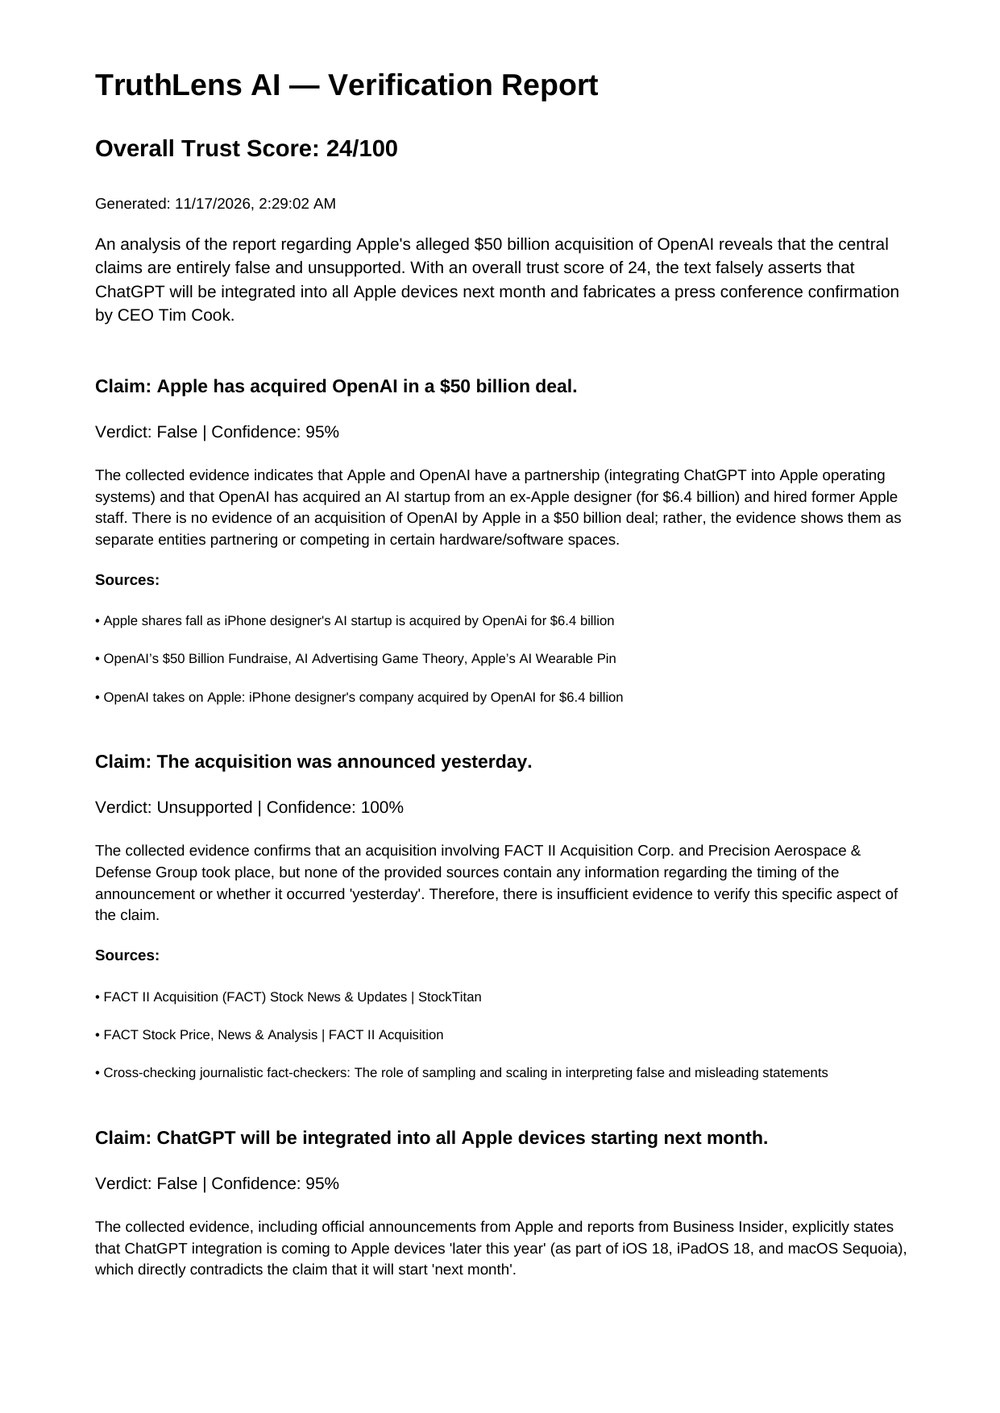 TruthLens AI — Verification Report
Overall Trust Score: 24/100
Generated: 11/17/2026, 2:29:02 AM
An analysis of the report regarding Apple's alleged $50 billion acquisition of OpenAI reveals that the central
claims are entirely false and unsupported. With an overall trust score of 24, the text falsely asserts that
ChatGPT will be integrated into all Apple devices next month and fabricates a press conference confirmation
by CEO Tim Cook.
Claim: Apple has acquired OpenAI in a $50 billion deal.
Verdict: False | Confidence: 95%
The collected evidence indicates that Apple and OpenAI have a partnership (integrating ChatGPT into Apple operating
systems) and that OpenAI has acquired an AI startup from an ex-Apple designer (for $6.4 billion) and hired former Apple
staff. There is no evidence of an acquisition of OpenAI by Apple in a $50 billion deal; rather, the evidence shows them as
separate entities partnering or competing in certain hardware/software spaces.
Sources:
• Apple shares fall as iPhone designer's AI startup is acquired by OpenAi for $6.4 billion
• OpenAI’s $50 Billion Fundraise, AI Advertising Game Theory, Apple’s AI Wearable Pin
• OpenAI takes on Apple: iPhone designer's company acquired by OpenAI for $6.4 billion
Claim: The acquisition was announced yesterday.
Verdict: Unsupported | Confidence: 100%
The collected evidence confirms that an acquisition involving FACT II Acquisition Corp. and Precision Aerospace &
Defense Group took place, but none of the provided sources contain any information regarding the timing of the
announcement or whether it occurred 'yesterday'. Therefore, there is insufficient evidence to verify this specific aspect of
the claim.
Sources:
• FACT II Acquisition (FACT) Stock News & Updates | StockTitan
• FACT Stock Price, News & Analysis | FACT II Acquisition
• Cross-checking journalistic fact-checkers: The role of sampling and scaling in interpreting false and misleading statements
Claim: ChatGPT will be integrated into all Apple devices starting next month.
Verdict: False | Confidence: 95%
The collected evidence, including official announcements from Apple and reports from Business Insider, explicitly states
that ChatGPT integration is coming to Apple devices 'later this year' (as part of iOS 18, iPadOS 18, and macOS Sequoia),
which directly contradicts the claim that it will start 'next month'.